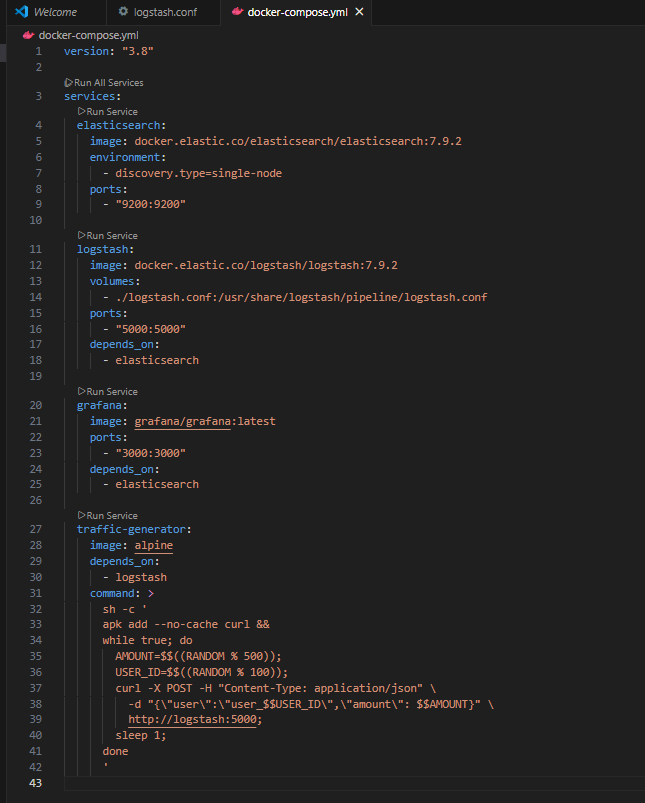 Welcome
logstash.conf
docker-compose.yml
docker-compose.yml
1 version: "3.8"
2
Run All Services
3 services:
Run Service
4   elasticsearch:
5     image: docker.elastic.co/elasticsearch/elasticsearch:7.9.2
6     environment:
7       - discovery.type=single-node
8     ports:
9       - "9200:9200"
10
Run Service
11   logstash:
12     image: docker.elastic.co/logstash/logstash:7.9.2
13     volumes:
14       - ./logstash.conf:/usr/share/logstash/pipeline/logstash.conf
15     ports:
16       - "5000:5000"
17     depends_on:
18       - elasticsearch
19
Run Service
20   grafana:
21     image: grafana/grafana:latest
22     ports:
23       - "3000:3000"
24     depends_on:
25       - elasticsearch
26
Run Service
27   traffic-generator:
28     image: alpine
29     depends_on:
30       - logstash
31     command: >
32       sh -c '
33       apk add --no-cache curl &&
34       while true; do
35         AMOUNT=$$((RANDOM % 500));
36         USER_ID=$$((RANDOM % 100));
37         curl -X POST -H "Content-Type: application/json" \
38           -d "{\"user\":\"user_$$USER_ID\",\"amount\": $$AMOUNT}" \
39           http://logstash:5000;
40         sleep 1;
41       done
42       '
43